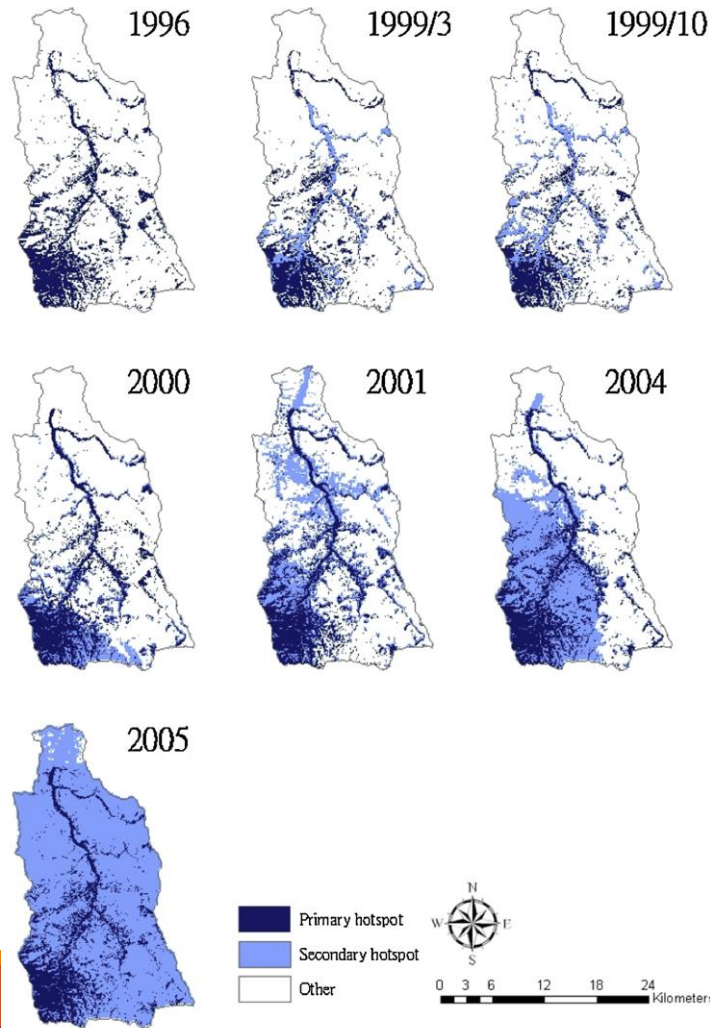 1996
1999/3
1999/10
2000
2001
2004
2005
Primary hotspot
Secondary hotspot
Other
N
W E
S
0 3 6 12 18 24
Kilometers